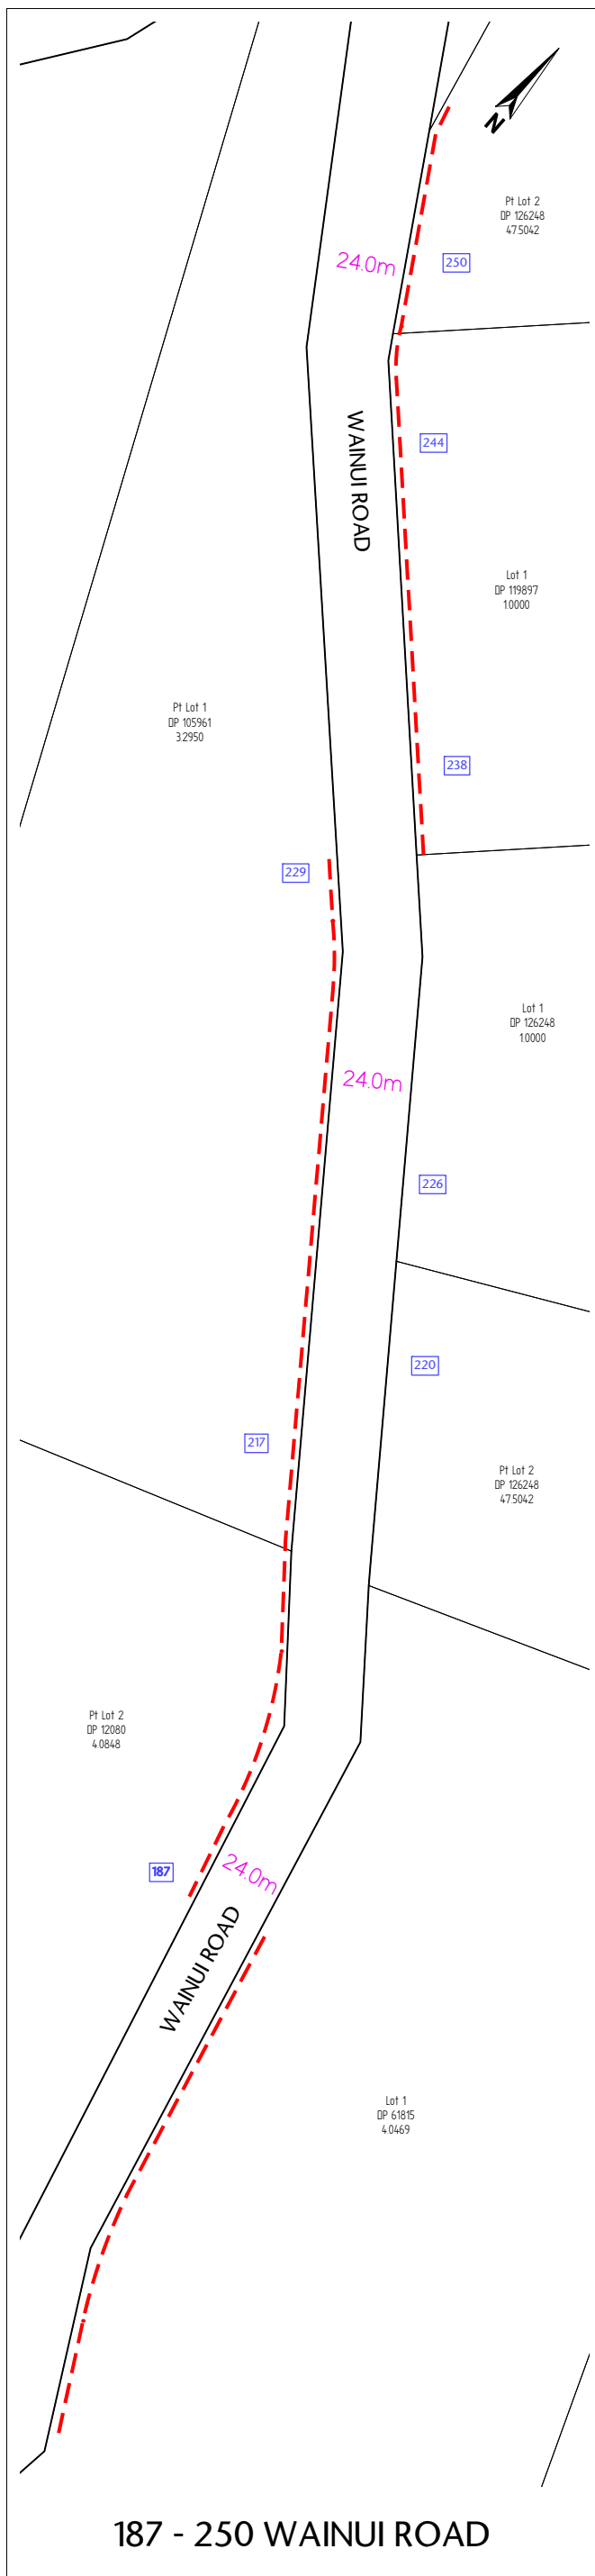 N
Pt Lot 2
DP 126248
47.5042
24.0m
250
WAINUI ROAD
244
Lot 1
DP 119897
1.0000
Pt Lot 1
DP 105961
3.2950
238
229
Lot 1
DP 126248
1.0000
24.0m
226
220
217
Pt Lot 2
DP 126248
47.5042
Pt Lot 2
DP 12080
4.0848
187
24.0m
WAINUI ROAD
Lot 1
DP 61815
4.0469
187 - 250 WAINUI ROAD